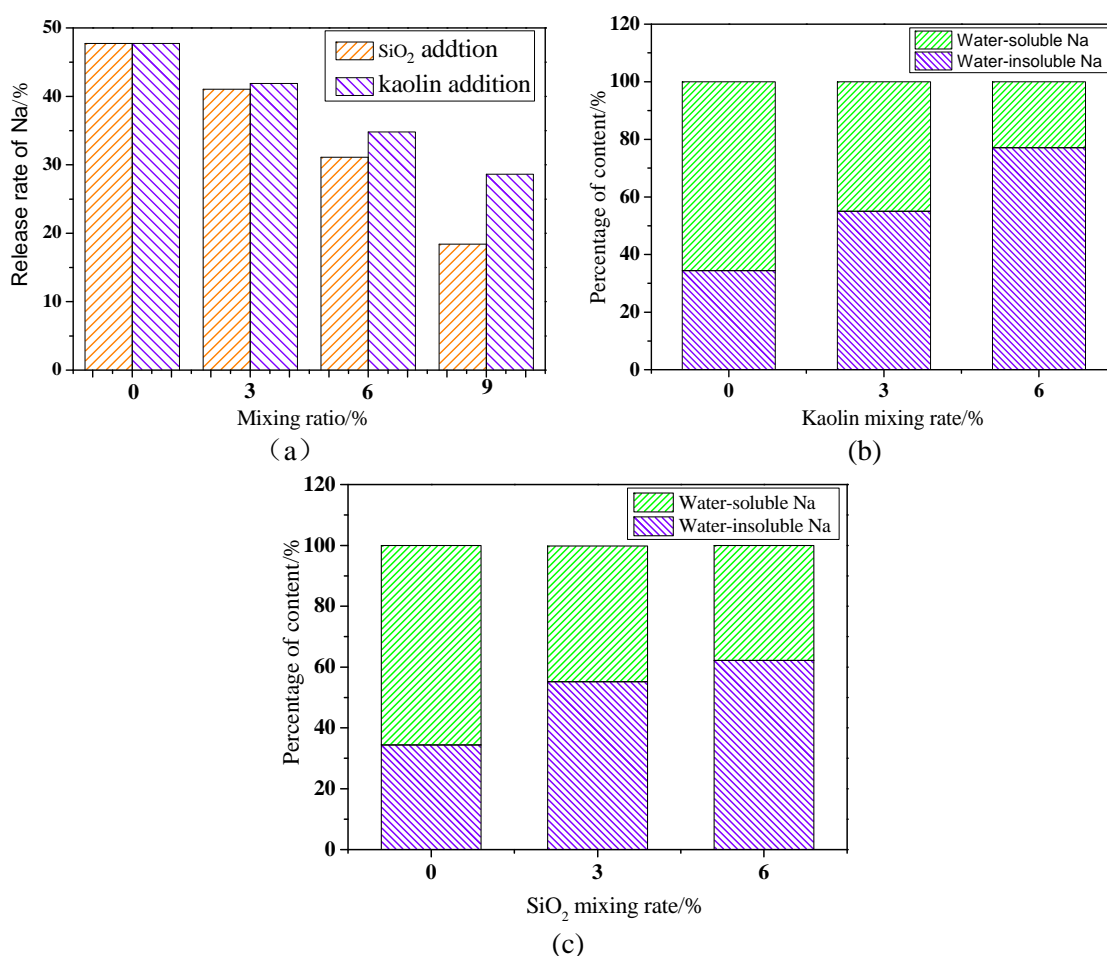 50
40
30
20
10
0
Release rate of Na/%
SiO₂ addtion
kaolin addition
0 3 6 9
Mixing ratio/%
（a）
120
100
80
60
40
20
0
Percentage of content/%
Water-soluble Na
Water-insoluble Na
0 3 6
Kaolin mixing rate/%
(b)
120
100
80
60
40
20
0
Percentage of content/%
Water-soluble Na
Water-insoluble Na
0 3 6
SiO₂ mixing rate/%
(c)